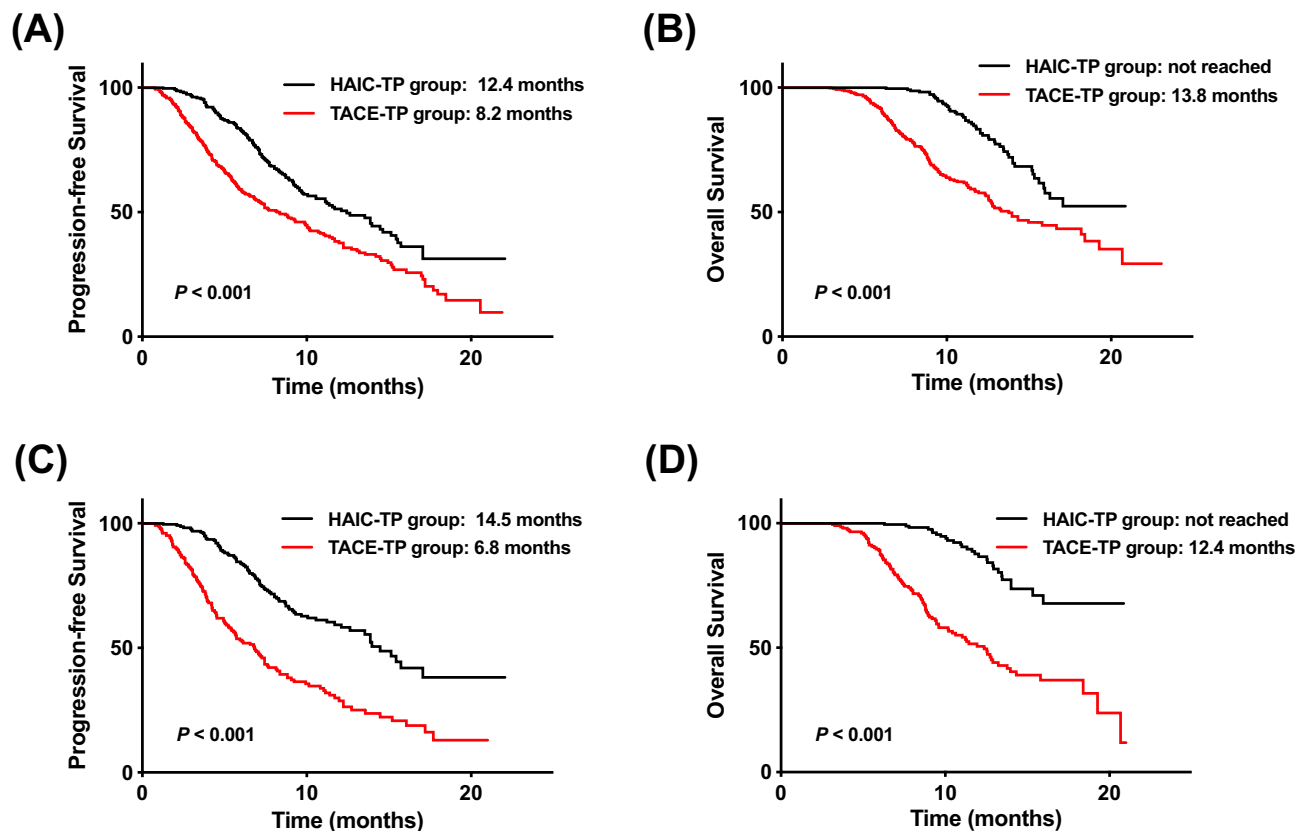 (A)
HAIC-TP group: 12.4 months
TACE-TP group: 8.2 months
Progression-free Survival
100
50
0
P < 0.001
0 10 20
Time (months)
(B)
HAIC-TP group: not reached
TACE-TP group: 13.8 months
Overall Survival
100
50
0
P < 0.001
0 10 20
Time (months)
(C)
HAIC-TP group: 14.5 months
TACE-TP group: 6.8 months
Progression-free Survival
100
50
0
P < 0.001
0 10 20
Time (months)
(D)
HAIC-TP group: not reached
TACE-TP group: 12.4 months
Overall Survival
100
50
0
P < 0.001
0 10 20
Time (months)